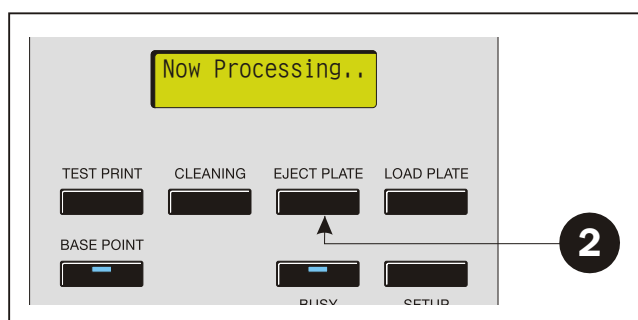 Now Processing..
TEST PRINT CLEANING EJECT PLATE LOAD PLATE
BASE POINT
2
BUSY SETUP